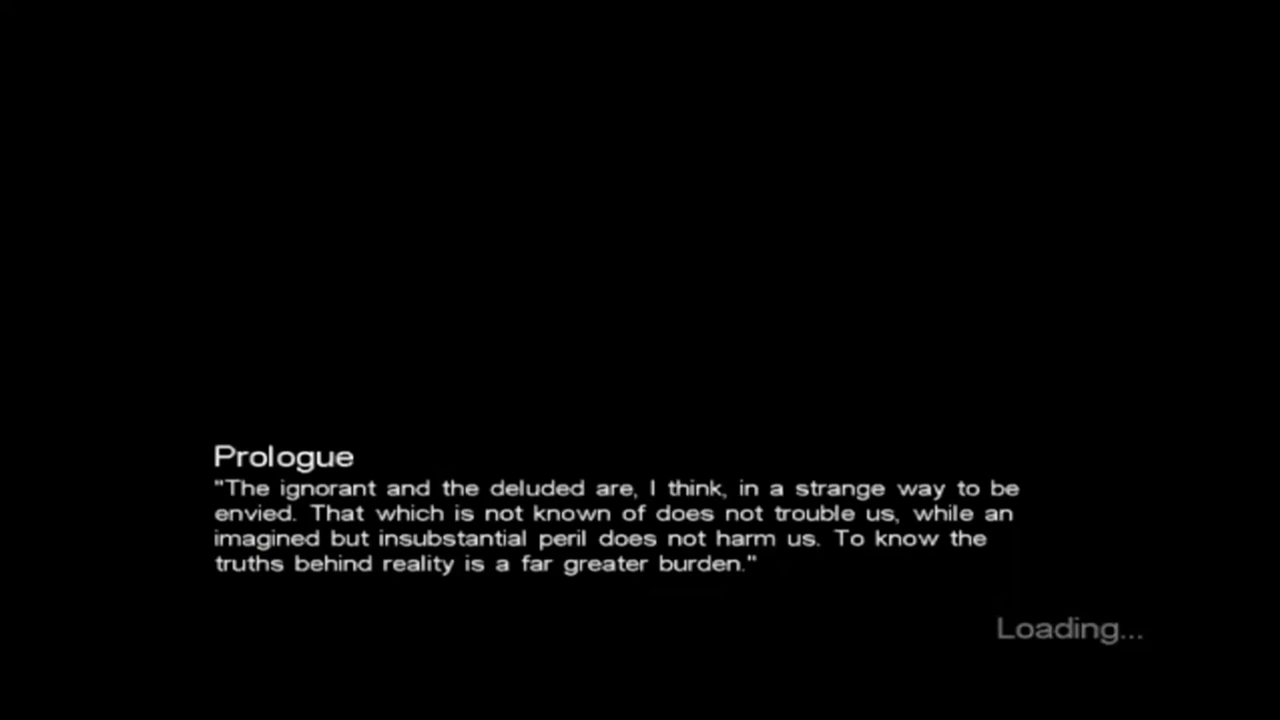 Prologue
"The ignorant and the deluded are, I think, in a strange way to be
envied. That which is not known of does not trouble us, while an
imagined but insubstantial peril does not harm us. To know the
truths behind reality is a far greater burden."
Loading...